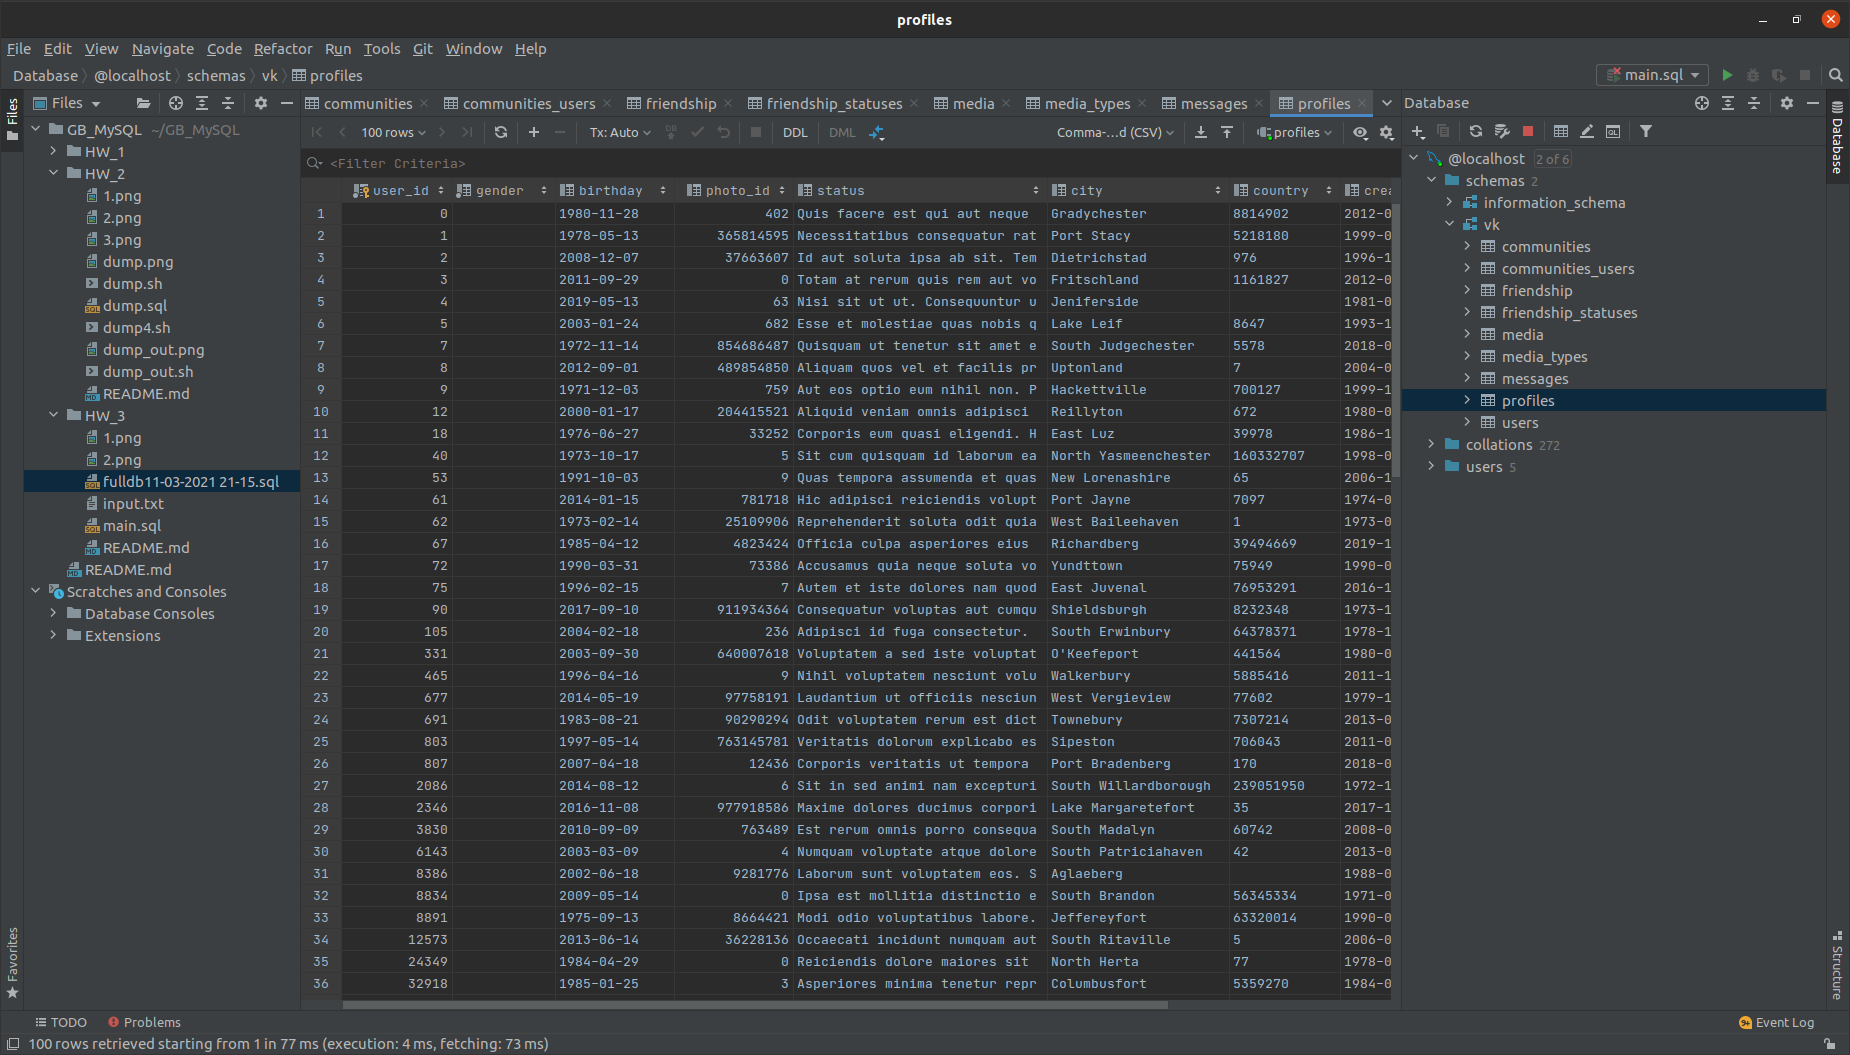 profiles
File Edit View Navigate Code Refactor Run Tools Git Window Help
Database @localhost schemas vk profiles main.sql
Files
Files
GB_MySQL ~/GB_MySQL
HW_1
HW_2
1.png
2.png
3.png
dump.png
dump.sh
dump.sql
dump4.sh
dump_out.png
dump_out.sh
README.md
HW_3
1.png
2.png
fulldb11-03-2021 21-15.sql
input.txt
main.sql
README.md
README.md
Scratches and Consoles
Database Consoles
Extensions
Favorites
communities communities_users friendship friendship_statuses media media_types messages profiles
100 rows Tx: Auto DDL DML Comma-...d (CSV) profiles
<Filter Criteria>
user_id gender birthday photo_id status city country crea
1 0 1980-11-28 402 Quis facere est qui aut neque Gradychester 8814902 2012-0
2 1 1978-05-13 365814595 Necessitatibus consequatur rat Port Stacy 5218180 1999-0
3 2 2008-12-07 37663607 Id aut soluta ipsa ab sit. Tem Dietrichstad 976 1996-1
4 3 2011-09-29 0 Totam at rerum quis rem aut vo Fritschland 1161827 2012-0
5 4 2019-05-13 63 Nisi sit ut ut. Consequuntur u Jeniferside 1981-0
6 5 2003-01-24 682 Esse et molestiae quas nobis q Lake Leif 8647 1993-1
7 7 1972-11-14 854686487 Quisquam ut tenetur sit amet e South Judgechester 5578 2018-0
8 8 2012-09-01 489854850 Aliquam quos vel et facilis pr Uptonland 7 2004-0
9 9 1971-12-03 759 Aut eos optio eum nihil non. P Hackettville 700127 1999-1
10 12 2000-01-17 204415521 Aliquid veniam omnis adipisci Reillyton 672 1980-0
11 18 1976-06-27 33252 Corporis eum quasi eligendi. H East Luz 39978 1986-1
12 40 1973-10-17 5 Sit cum quisquam id laborum ea North Yasmeenchester 160332707 1998-0
13 53 1991-10-03 9 Quas tempora assumenda et quas New Lorenashire 65 2006-1
14 61 2014-01-15 781718 Hic adipisci reiciendis volupt Port Jayne 7097 1974-0
15 62 1973-02-14 25109906 Reprehenderit soluta odit quia West Baileehaven 1 1973-0
16 67 1985-04-12 4823424 Officia culpa asperiores eius Richardberg 39494669 2019-1
17 72 1990-03-31 73386 Accusamus quia neque soluta vo Yundttown 75949 1990-0
18 75 1996-02-15 7 Autem et iste dolores nam quod East Juvenal 76953291 2016-1
19 90 2017-09-10 911934364 Consequatur voluptas aut cumqu Shieldsburgh 8232348 1973-1
20 105 2004-02-18 236 Adipisci id fuga consectetur. South Erwinbury 64378371 1978-1
21 331 2003-09-30 640007618 Voluptatem a sed iste voluptat O'Keefeport 441564 1980-0
22 465 1996-04-16 9 Nihil voluptatem nesciunt volu Walkerbury 5885416 2011-1
23 677 2014-05-19 97758191 Laudantium ut officiis nesciun West Vergieview 77602 1979-1
24 691 1983-08-21 90290294 Odit voluptatem rerum est dict Townebury 7307214 2013-0
25 803 1997-05-14 763145781 Veritatis dolorum explicabo es Sipeston 706043 2011-0
26 807 2007-04-18 12436 Corporis veritatis ut tempora Port Bradenberg 170 2018-0
27 2086 2014-08-12 6 Sit in sed animi nam excepturi South Willardborough 239051950 1972-1
28 2346 2016-11-08 977918586 Maxime dolores ducimus corpori Lake Margaretefort 35 2017-1
29 3830 2010-09-09 763489 Est rerum omnis porro consequa South Madalyn 60742 2008-0
30 6143 2003-03-09 4 Numquam voluptate atque dolore South Patriciahaven 42 2013-0
31 8386 2002-06-18 9281776 Laborum sunt voluptatem eos. S Aglaeberg 1988-0
32 8834 2009-05-14 0 Ipsa est mollitia distinctio e South Brandon 56345334 1971-0
33 8891 1975-09-13 8664421 Modi odio voluptatibus labore. Jeffereyfort 63320014 1990-0
34 12573 2013-06-14 36228136 Occaecati incidunt numquam aut South Ritaville 5 2006-0
35 24349 1984-04-29 0 Reiciendis dolore maiores sit North Herta 77 1978-0
36 32918 1985-01-25 3 Asperiores minima tenetur repr Columbusfort 5359270 1984-0
Database
@localhost 2 of 6
schemas 2
information_schema
vk
communities
communities_users
friendship
friendship_statuses
media
media_types
messages
profiles
users
collations 272
users 5
Database
Structure
TODO Problems Event Log
100 rows retrieved starting from 1 in 77 ms (execution: 4 ms, fetching: 73 ms)